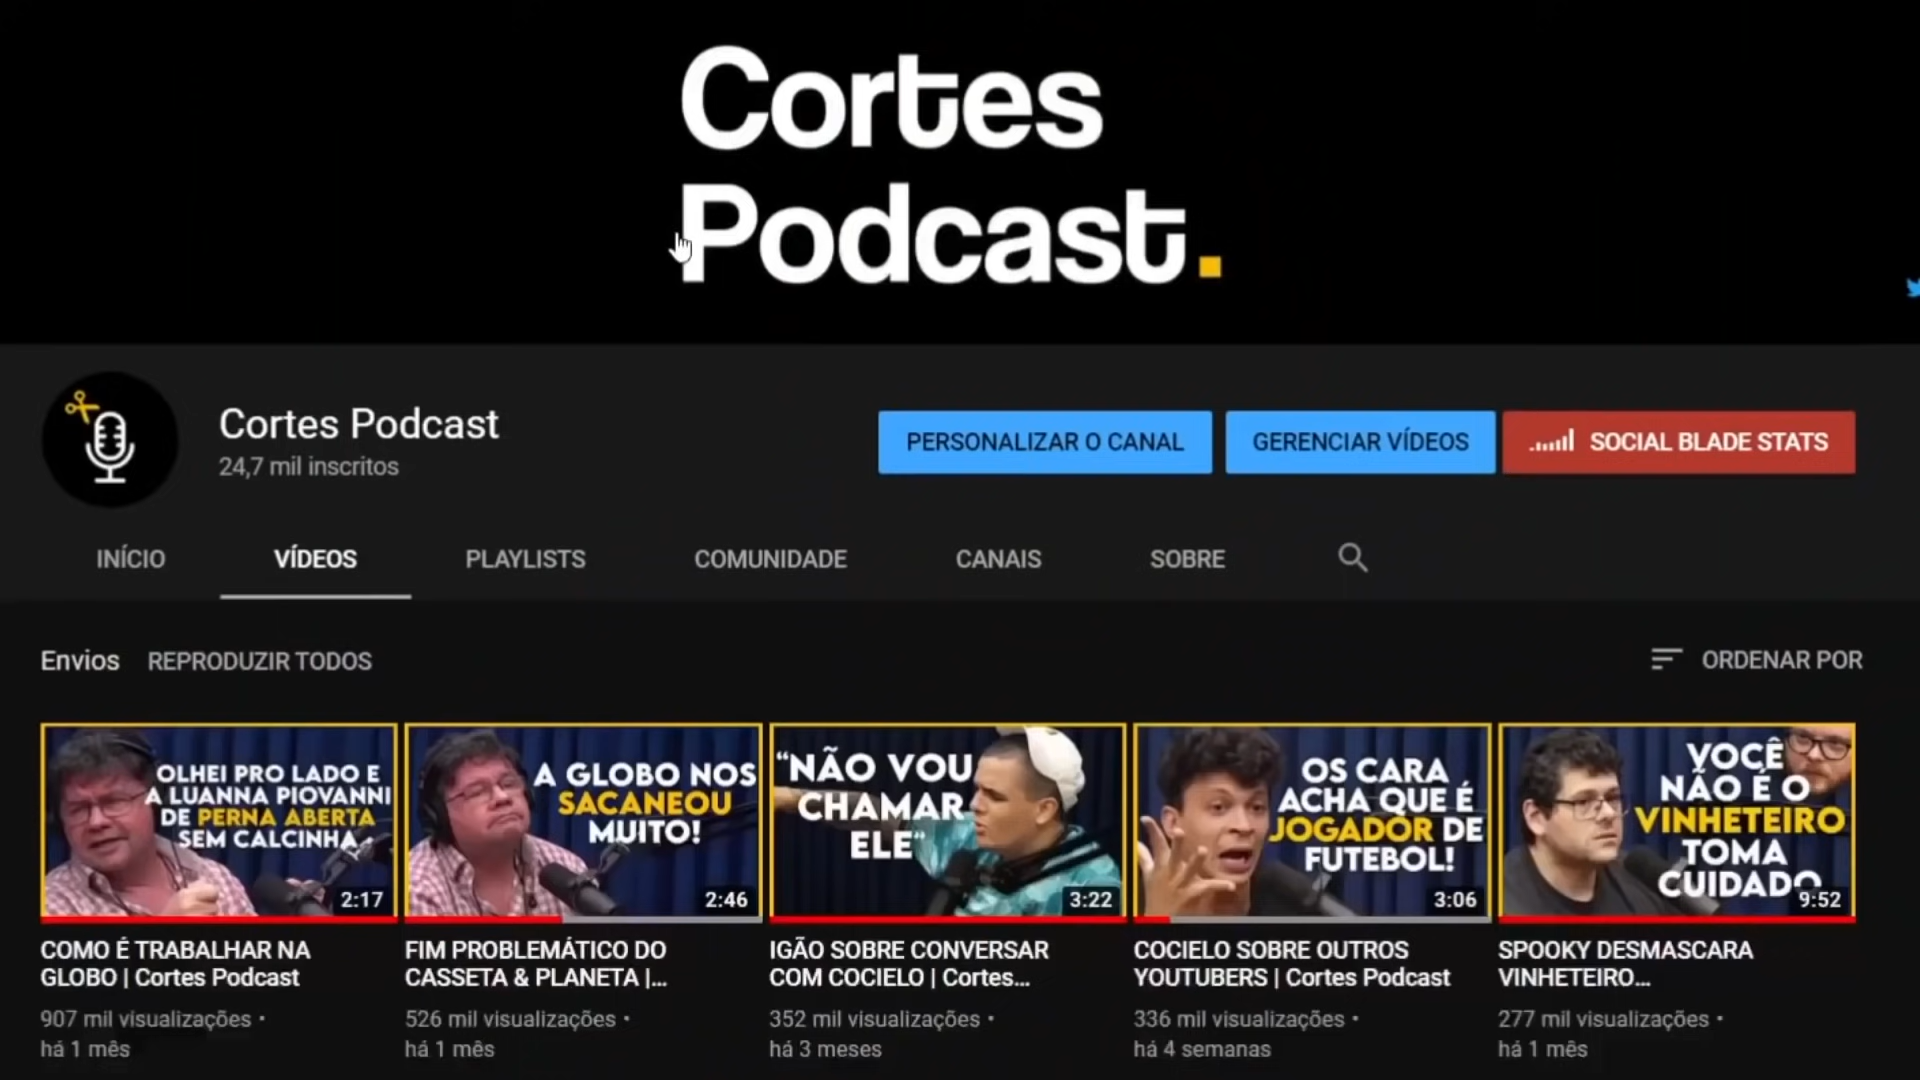 Cortes
Podcast.
Cortes Podcast
24,7 mil inscritos
PERSONALIZAR O CANAL
GERENCIAR VÍDEOS
SOCIAL BLADE STATS
INÍCIO
VÍDEOS
PLAYLISTS
COMUNIDADE
CANAIS
SOBRE
Envios
REPRODUZIR TODOS
ORDENAR POR
OLHEI PRO LADO E
A LUANNA PIOVANNI
DE PERNA ABERTA
SEM CALCINHA
2:17
COMO É TRABALHAR NA
GLOBO | Cortes Podcast
907 mil visualizações •
há 1 mês
A GLOBO NOS
SACANEOU
MUITO!
2:46
FIM PROBLEMÁTICO DO
CASSETA & PLANETA |...
526 mil visualizações •
há 1 mês
“NÃO VOU
CHAMAR
ELE“
3:22
IGÃO SOBRE CONVERSAR
COM COCIELO | Cortes...
352 mil visualizações •
há 3 meses
OS CARA
ACHA QUE É
JOGADOR DE
FUTEBOL!
3:06
COCIELO SOBRE OUTROS
YOUTUBERS | Cortes Podcast
336 mil visualizações •
há 4 semanas
VOCÊ
NÃO É O
VINHETEIRO
TOMA
CUIDADO
9:52
SPOOKY DESMASCARA
VINHETEIRO...
277 mil visualizações •
há 1 mês